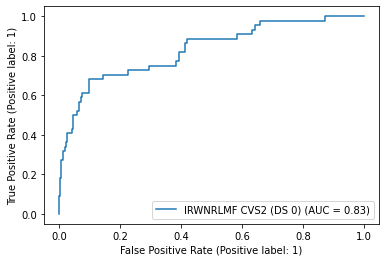 1.0
0.8
0.6
0.4
0.2
0.0
True Positive Rate (Positive label: 1)
IRWNRLMF CVS2 (DS 0) (AUC = 0.83)
0.0 0.2 0.4 0.6 0.8 1.0
False Positive Rate (Positive label: 1)